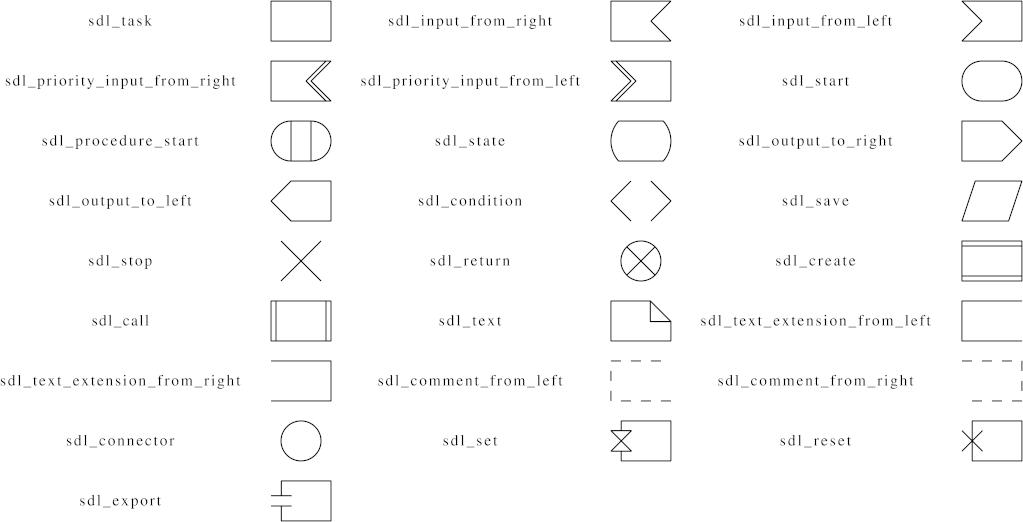 sdl_task sdl_input_from_right sdl_input_from_left
sdl_priority_input_from_right sdl_priority_input_from_left sdl_start
sdl_procedure_start sdl_state sdl_output_to_right
sdl_output_to_left sdl_condition sdl_save
sdl_stop sdl_return sdl_create
sdl_call sdl_text sdl_text_extension_from_left
sdl_text_extension_from_right sdl_comment_from_left sdl_comment_from_right
sdl_connector sdl_set sdl_reset
sdl_export